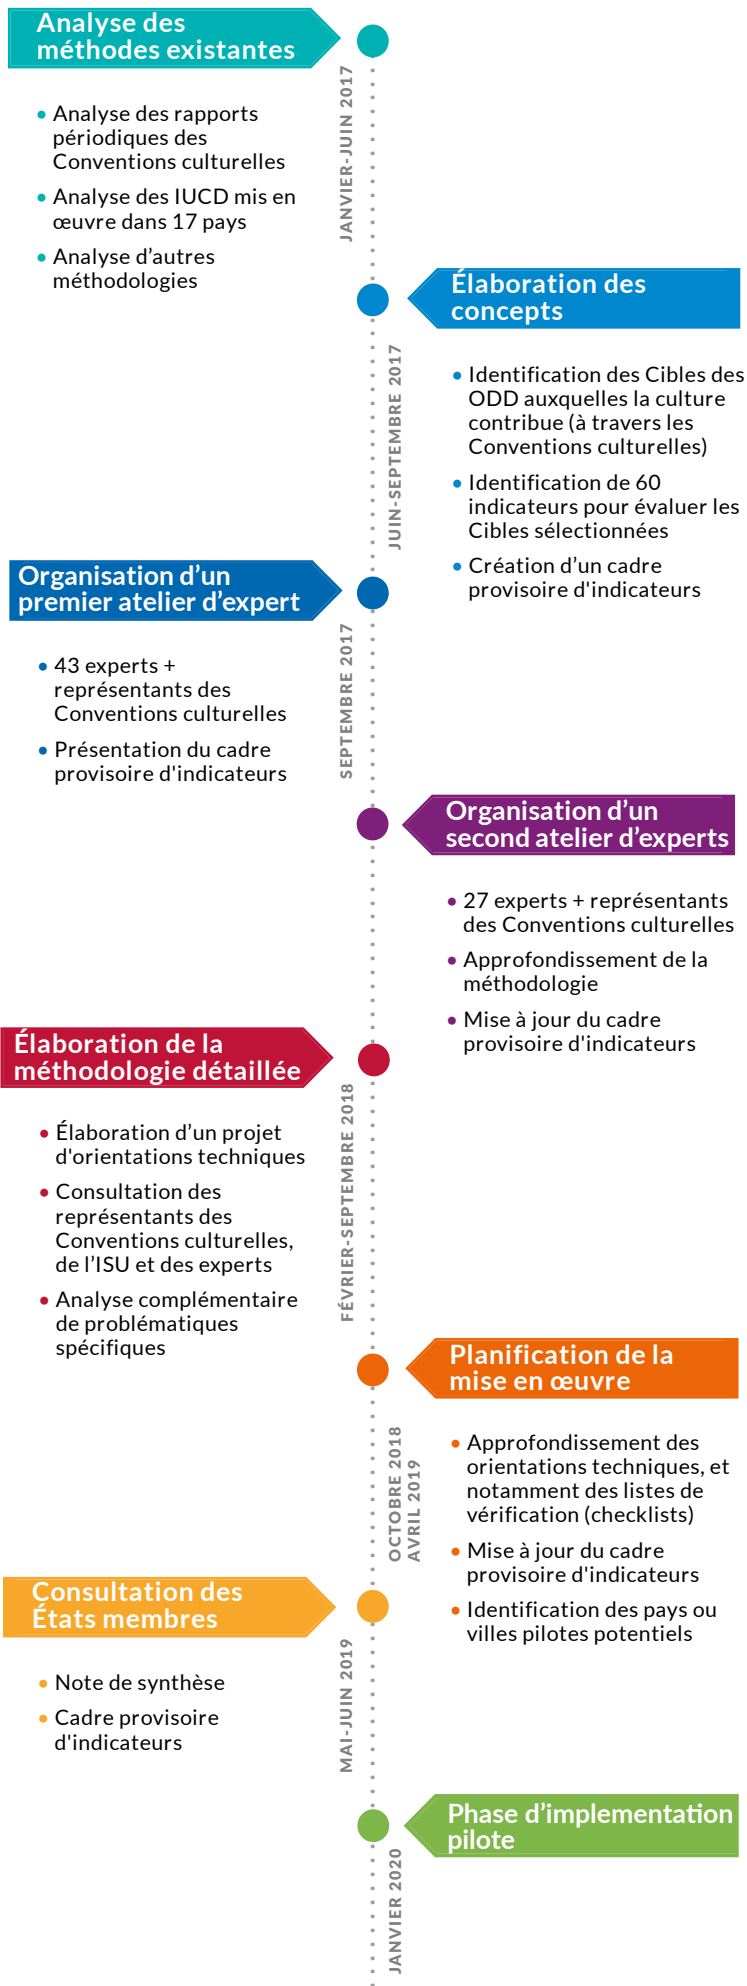 Analyse des
méthodes existantes
JANVIER-JUIN 2017
• Analyse des rapports
périodiques des
Conventions culturelles
• Analyse des IUCD mis en
œuvre dans 17 pays
• Analyse d’autres
méthodologies
Élaboration des
concepts
JUIN-SEPTEMBRE 2017
• Identification des Cibles des
ODD auxquelles la culture
contribue (à travers les
Conventions culturelles)
• Identification de 60
indicateurs pour évaluer les
Cibles sélectionnées
• Création d’un cadre
provisoire d'indicateurs
Organisation d’un
premier atelier d’expert
SEPTEMBRE 2017
• 43 experts +
représentants des
Conventions culturelles
• Présentation du cadre
provisoire d'indicateurs
Organisation d’un
second atelier d’experts
• 27 experts + représentants
des Conventions culturelles
• Approfondissement de la
méthodologie
• Mise à jour du cadre
provisoire d'indicateurs
Élaboration de la
méthodologie détaillée
FÉVRIER-SEPTEMBRE 2018
• Élaboration d’un projet
d'orientations techniques
• Consultation des
représentants des
Conventions culturelles,
de l’ISU et des experts
• Analyse complémentaire
de problématiques
spécifiques
Planification de la
mise en œuvre
OCTOBRE 2018
AVRIL 2019
• Approfondissement des
orientations techniques, et
notamment des listes de
vérification (checklists)
• Mise à jour du cadre
provisoire d'indicateurs
• Identification des pays ou
villes pilotes potentiels
Consultation des
États membres
MAI-JUIN 2019
• Note de synthèse
• Cadre provisoire
d'indicateurs
Phase d’implementation
pilote
JANVIER 2020